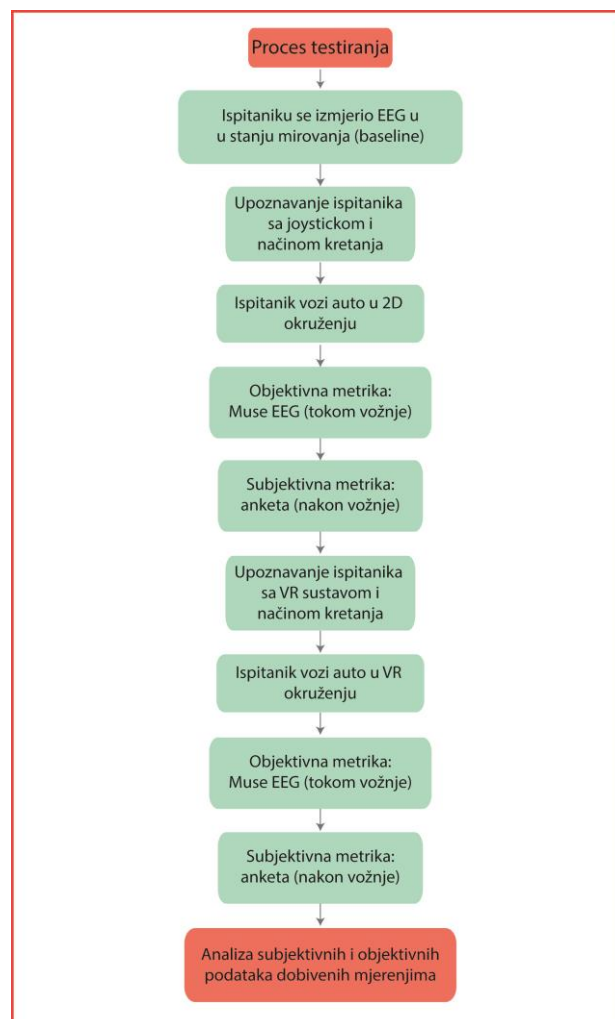 Proces testiranja
Ispitaniku se izmjerio EEG u
u stanju mirovanja (baseline)
Upoznavanje ispitanika
sa joystickom i
načinom kretanja
Ispitanik vozi auto u 2D
okruženju
Objektivna metrika:
Muse EEG (tokom vožnje)
Subjektivna metrika:
anketa (nakon vožnje)
Upoznavanje ispitanika
sa VR sustavom i
načinom kretanja
Ispitanik vozi auto u VR
okruženju
Objektivna metrika:
Muse EEG (tokom vožnje)
Subjektivna metrika:
anketa (nakon vožnje)
Analiza subjektivnih i objektivnih
podataka dobivenih mjerenjima